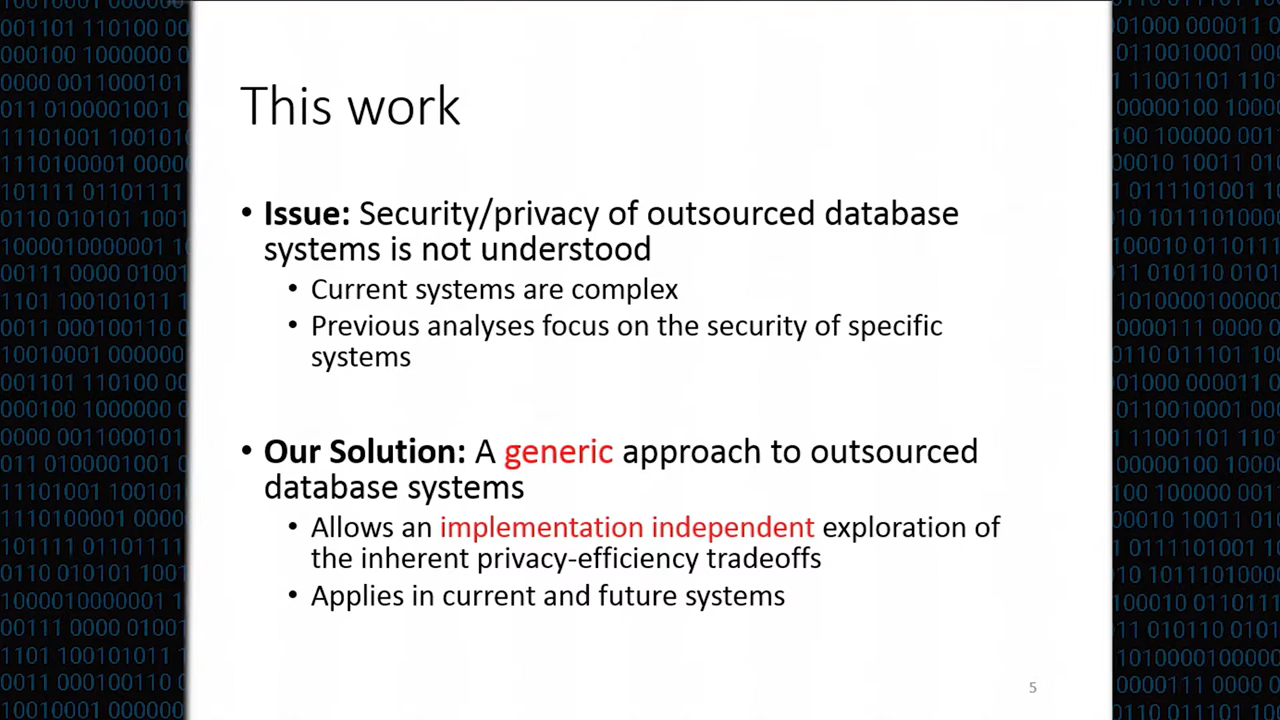 This work
• Issue: Security/privacy of outsourced database
systems is not understood
• Current systems are complex
• Previous analyses focus on the security of specific
systems
• Our Solution: A generic approach to outsourced
database systems
• Allows an implementation independent exploration of
the inherent privacy-efficiency tradeoffs
• Applies in current and future systems
5